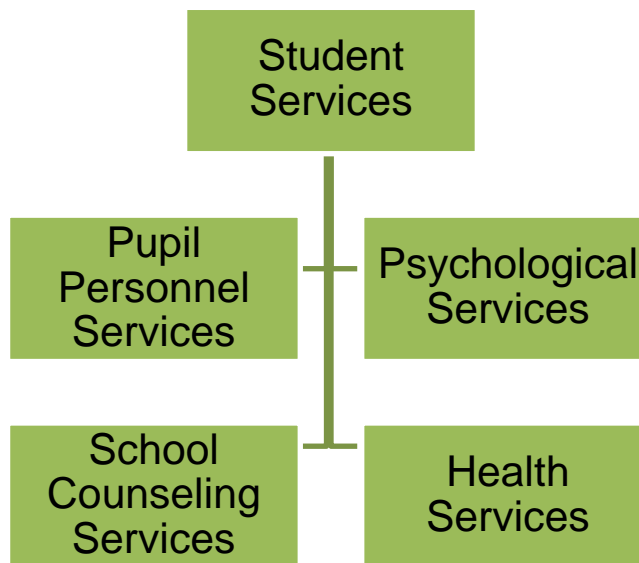 Student
Services
Pupil
Personnel
Services
Psychological
Services
School
Counseling
Services
Health
Services